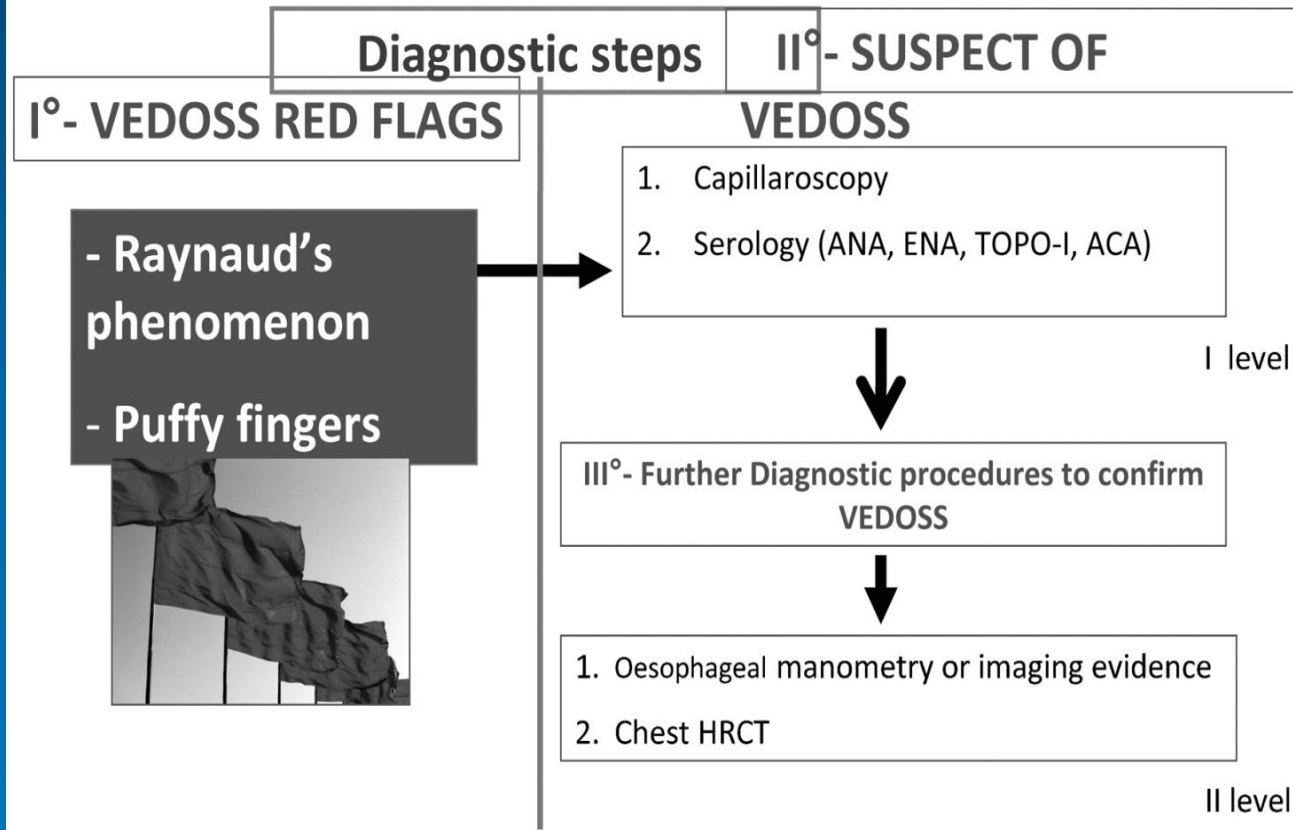 Diagnostic steps
I°- VEDOSS RED FLAGS
- Raynaud's
phenomenon
- Puffy fingers
II°- SUSPECT OF
VEDOSS
1. Capillaroscopy
2. Serology (ANA, ENA, TOPO-I, ACA)
I level
III°- Further Diagnostic procedures to confirm
VEDOSS
1. Oesophageal manometry or imaging evidence
2. Chest HRCT
II level